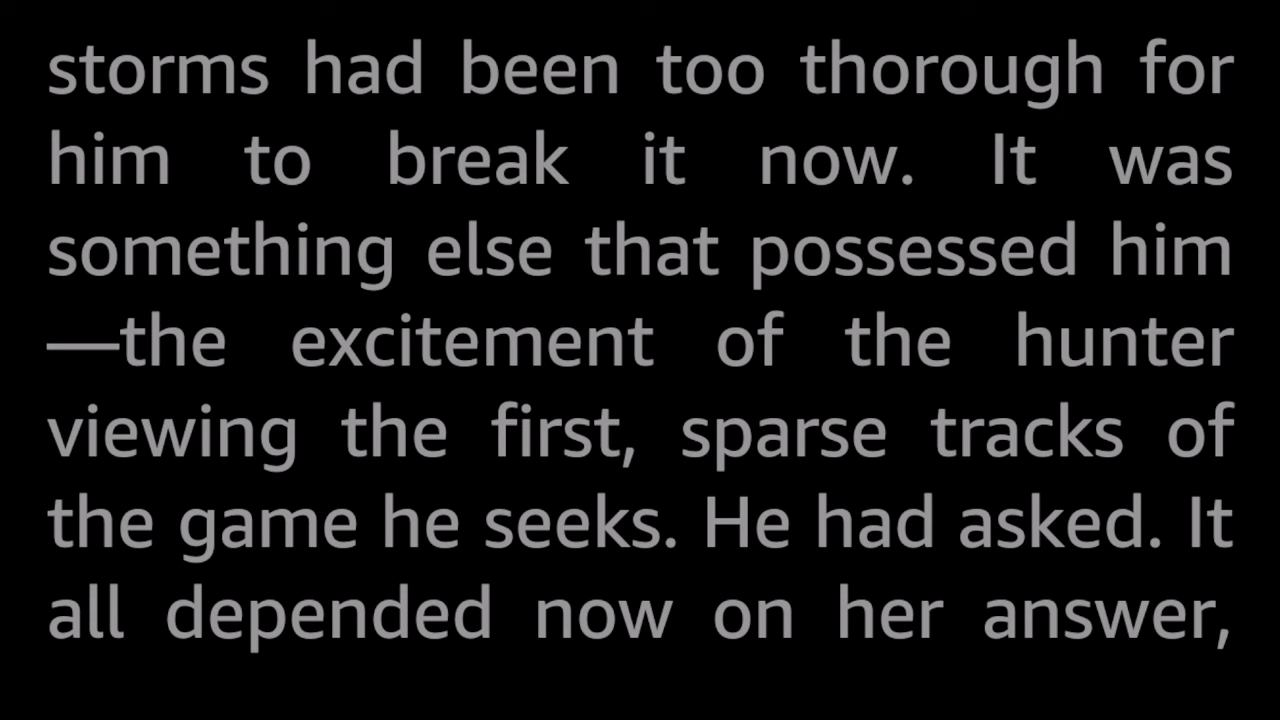 storms had been too thorough for
him to break it now. It was
something else that possessed him
—the excitement of the hunter
viewing the first, sparse tracks of
the game he seeks. He had asked. It
all depended now on her answer,